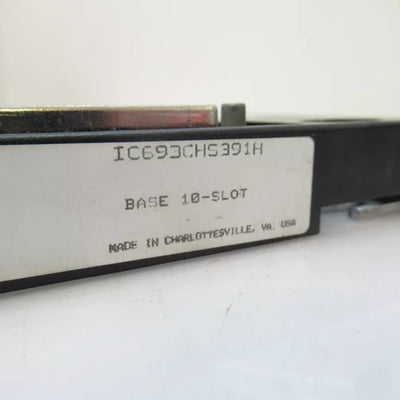 IC693CHS391H
BASE 10-SLOT
MADE IN CHARLOTTESVILLE, VA. USA